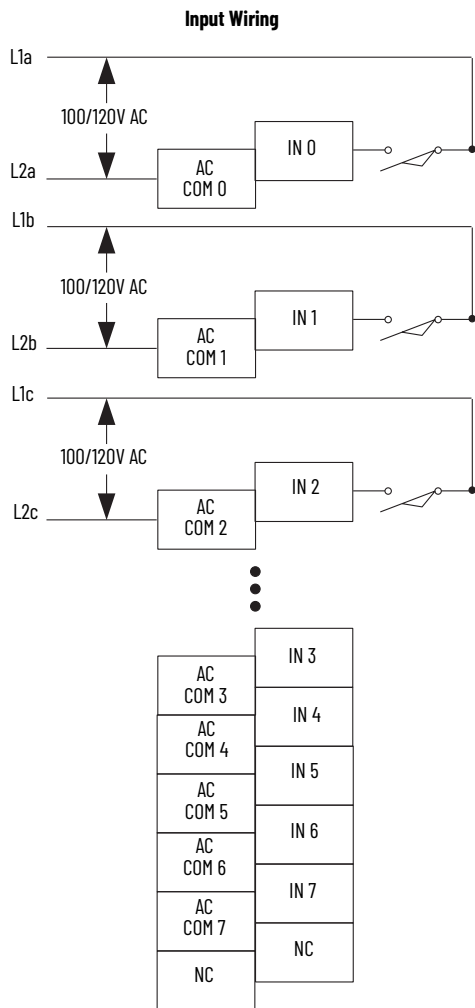 Input Wiring
L1a
100/120V AC
L2a
AC
COM 0
IN 0
L1b
100/120V AC
L2b
AC
COM 1
IN 1
L1c
100/120V AC
L2c
AC
COM 2
IN 2
IN 3
AC
COM 3
IN 4
AC
COM 4
IN 5
AC
COM 5
IN 6
AC
COM 6
IN 7
AC
COM 7
NC
NC